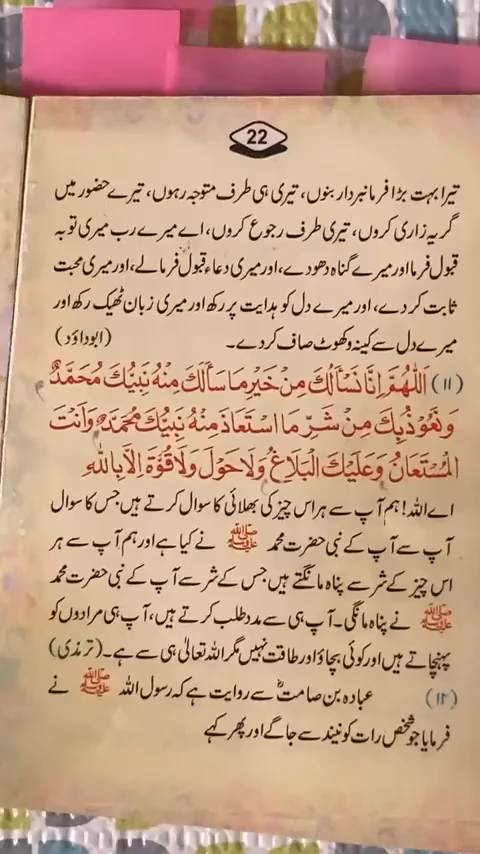 22
تیرا بہت بڑا فرمانبردار بنوں، تیری ہی طرف متوجہ رہوں، تیرے حضور میں
گریہ زاری کروں، تیری طرف رجوع کروں، اے میرے رب میری توبہ
قبول فرما اور میرے گناہ دھودے، اور میری دعاء قبول فرمالے، اور میری محبت
ثابت کر دے، اور میرے دل کو ہدایت پر رکھ اور میری زبان ٹھیک رکھ اور
میرے دل سے کینہ و کھوٹ صاف کر دے۔ (ابوداؤد)
(۱۱) اَللّٰهُمَّ اِنَّا نَسْأَلُكَ مِنْ خَيْرِ مَا سَأَلَكَ مِنْهُ نَبِيُّكَ مُحَمَّدٌ
وَنَعُوْذُ بِكَ مِنْ شَرِّ مَا اسْتَعَاذَ مِنْهُ نَبِيُّكَ مُحَمَّدٌ وَاَنْتَ
الْمُسْتَعَانُ وَعَلَيْكَ الْبَلَاغُ وَلَا حَوْلَ وَلَا قُوَّةَ اِلَّا بِاللّٰهِ
اے اللہ! ہم آپ سے ہر اس چیز کی بھلائی کا سوال کرتے ہیں جس کا سوال
آپ سے آپ کے نبی حضرت محمد ﷺ نے کیا ہے اور ہم آپ سے ہر
اس چیز کے شر سے پناہ مانگتے ہیں جس کے شر سے آپ کے نبی حضرت محمد
ﷺ نے پناہ مانگی۔ آپ ہی سے مدد طلب کرتے ہیں، آپ ہی مرادوں کو
پہنچاتے ہیں اور کوئی بچاؤ اور طاقت نہیں مگر اللہ تعالیٰ ہی سے ہے۔ (ترمذی)
(۱۲) عبادہ بن صامتؓ سے روایت ہے کہ رسول اللہ ﷺ نے
فرمایا جو شخص رات کو نیند سے جاگے اور پھر کہے